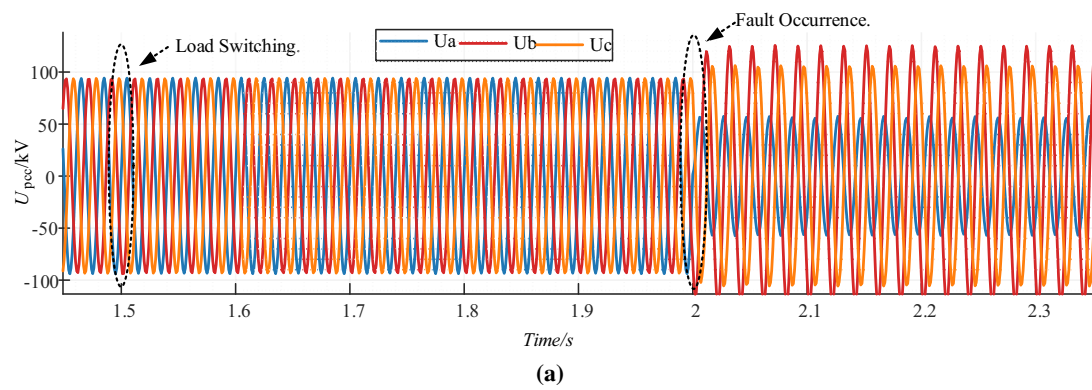 Fault Occurrence.
Load Switching.
Ua Ub Uc
100
50
0
-50
-100
Upcc/kV
1.5 1.6 1.7 1.8 1.9 2 2.1 2.2 2.3
Time/s
(a)